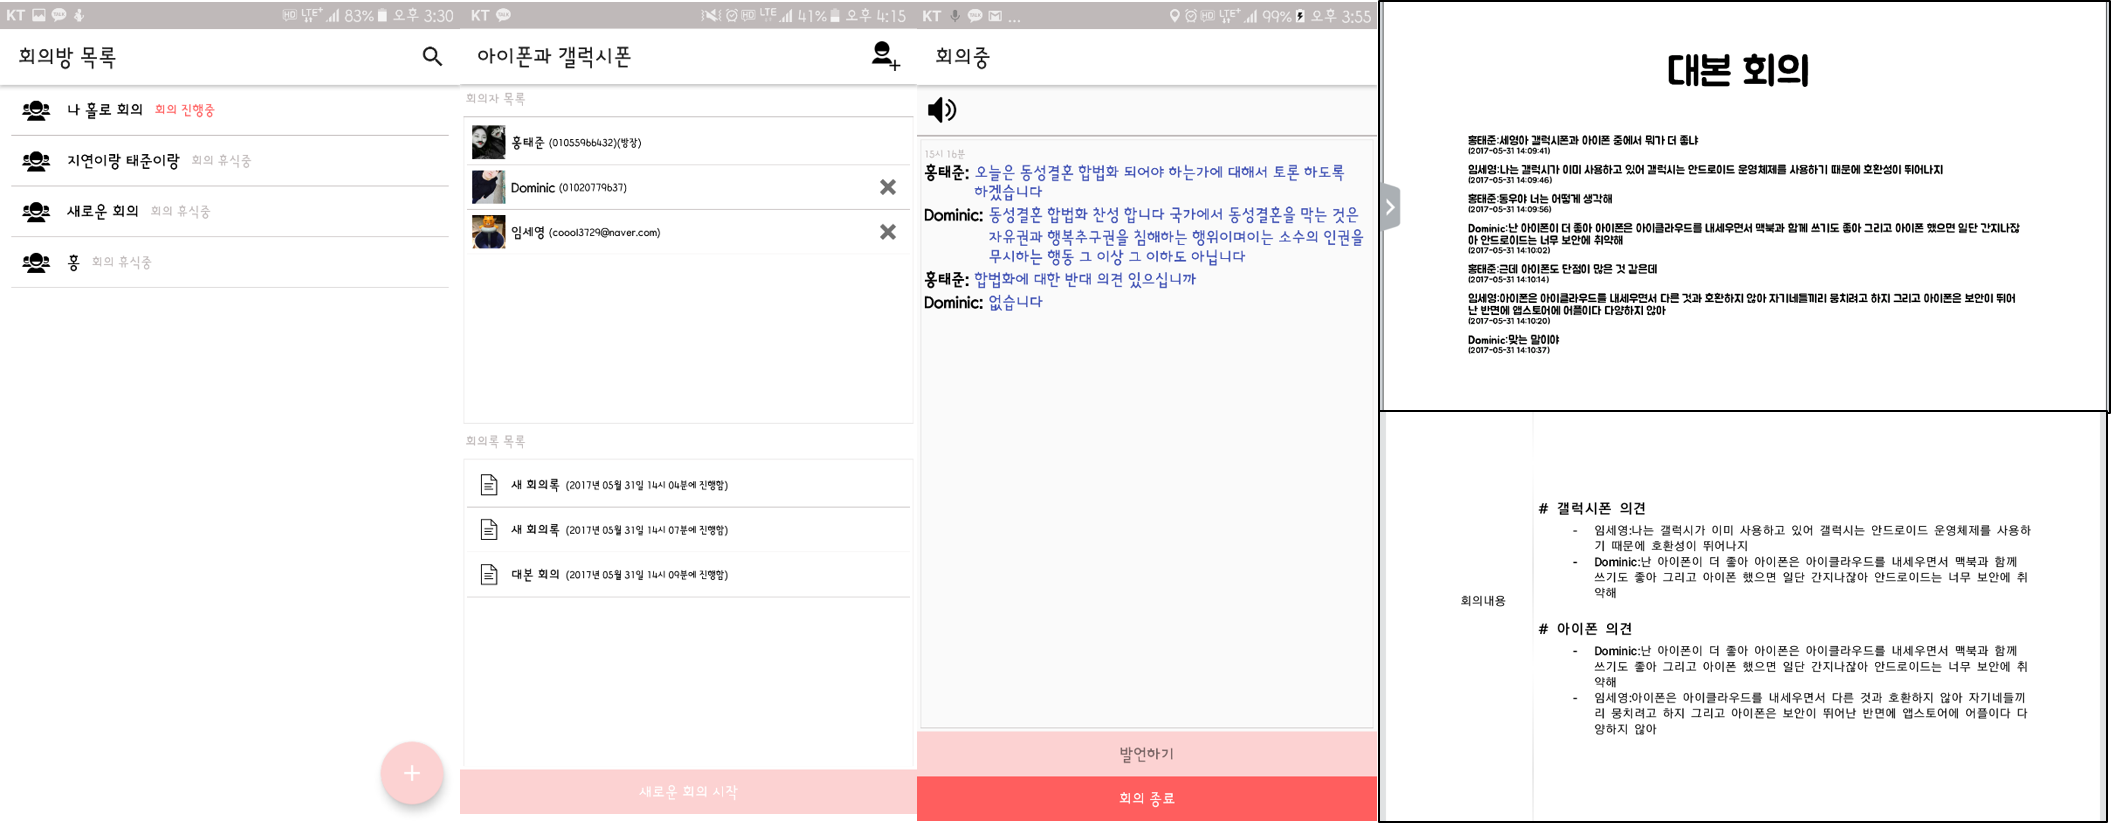 KT HD LTE+ 83% 오후 3:30
회의방 목록
나 홀로 회의 회의 진행중
지연이랑 태준이랑 회의 휴식중
새로운 회의 회의 휴식중
홍 회의 휴식중
+
KT HD LTE 41% 오후 4:15
아이폰과 갤럭시폰
회의자 목록
홍태준 (01055966432)(방장)
Dominic (01020779637)
임세영 (coool3729@naver.com)
회의록 목록
새 회의록 (2017년 05월 31일 14시 04분에 진행함)
새 회의록 (2017년 05월 31일 14시 07분에 진행함)
대본 회의 (2017년 05월 31일 14시 09분에 진행함)
새로운 회의 시작
KT ... HD LTE+ 99% 오후 3:55
회의중
15시 16분
홍태준: 오늘은 동성결혼 합법화 되어야 하는가에 대해서 토론 하도록
하겠습니다
Dominic: 동성결혼 합법화 찬성 합니다 국가에서 동성결혼을 막는 것은
자유권과 행복추구권을 침해하는 행위이며이는 소수의 인권을
무시하는 행동 그 이상 그 이하도 아닙니다
홍태준: 합법화에 대한 반대 의견 있으십니까
Dominic: 없습니다
발언하기
회의 종료
대본 회의
홍태준:세영아 갤럭시폰과 아이폰 중에서 뭐가 더 좋냐
(2017-05-31 14:09:41)
임세영:나는 갤럭시가 이미 사용하고 있어 갤럭시는 안드로이드 운영체제를 사용하기 때문에 호환성이 뛰어나지
(2017-05-31 14:09:46)
홍태준:동우야 너는 어떻게 생각해
(2017-05-31 14:09:56)
Dominic:난 아이폰이 더 좋아 아이폰은 아이클라우드를 내세우면서 맥북과 함께 쓰기도 좋아 그리고 아이폰 했으면 일단 간지나잖
아 안드로이드는 너무 보안에 취약해
(2017-05-31 14:10:02)
홍태준:근데 아이폰도 단점이 많은 것 같은데
(2017-05-31 14:10:14)
임세영:아이폰은 아이클라우드를 내세우면서 다른 것과 호환하지 않아 자기네들끼리 뭉치려고 하지 그리고 아이폰은 보안이 뛰어
난 반면에 앱스토어에 어플이다 다양하지 않아
(2017-05-31 14:10:20)
Dominic:맞는 말이야
(2017-05-31 14:10:37)
회의내용
# 갤럭시폰 의견
- 임세영:나는 갤럭시가 이미 사용하고 있어 갤럭시는 안드로이드 운영체제를 사용하
기 때문에 호환성이 뛰어나지
- Dominic:난 아이폰이 더 좋아 아이폰은 아이클라우드를 내세우면서 맥북과 함께
쓰기도 좋아 그리고 아이폰 했으면 일단 간지나잖아 안드로이드는 너무 보안에 취
약해
# 아이폰 의견
- Dominic:난 아이폰이 더 좋아 아이폰은 아이클라우드를 내세우면서 맥북과 함께
쓰기도 좋아 그리고 아이폰 했으면 일단 간지나잖아 안드로이드는 너무 보안에 취
약해
- 임세영:아이폰은 아이클라우드를 내세우면서 다른 것과 호환하지 않아 자기네들끼
리 뭉치려고 하지 그리고 아이폰은 보안이 뛰어난 반면에 앱스토어에 어플이다 다
양하지 않아